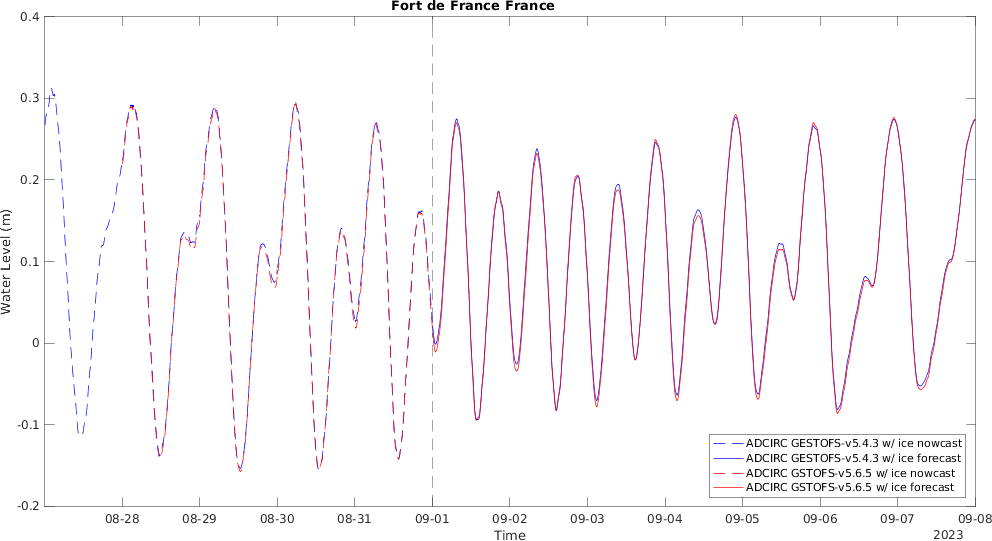 Fort de France France
0.4
0.3
0.2
0.1
0
-0.1
-0.2
Water Level (m)
ADCIRC GESTOFS-v5.4.3 w/ ice nowcast
ADCIRC GESTOFS-v5.4.3 w/ ice forecast
ADCIRC GSTOFS-v5.6.5 w/ ice nowcast
ADCIRC GSTOFS-v5.6.5 w/ ice forecast
08-28 08-29 08-30 08-31 09-01 09-02 09-03 09-04 09-05 09-06 09-07 09-08
Time
2023